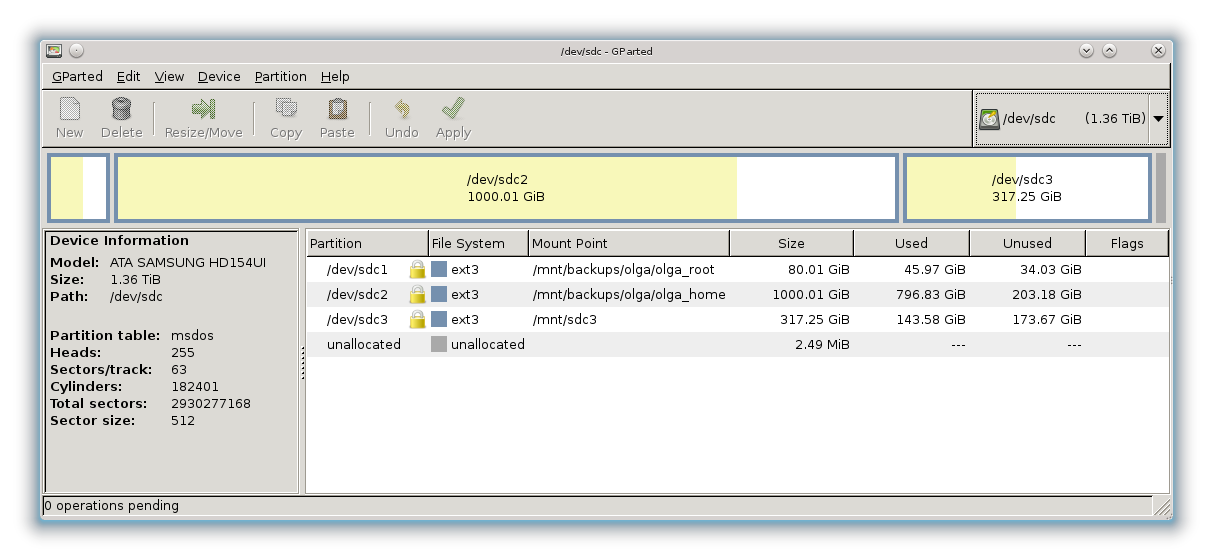 /dev/sdc - GParted
GParted Edit View Device Partition Help
New Delete Resize/Move Copy Paste Undo Apply /dev/sdc (1.36 TiB)
/dev/sdc2 /dev/sdc3
1000.01 GiB 317.25 GiB
Device Information
Model: ATA SAMSUNG HD154UI
Size: 1.36 TiB
Path: /dev/sdc
Partition table: msdos
Heads: 255
Sectors/track: 63
Cylinders: 182401
Total sectors: 2930277168
Sector size: 512
Partition File System Mount Point Size Used Unused Flags
/dev/sdc1 ext3 /mnt/backups/olga/olga_root 80.01 GiB 45.97 GiB 34.03 GiB
/dev/sdc2 ext3 /mnt/backups/olga/olga_home 1000.01 GiB 796.83 GiB 203.18 GiB
/dev/sdc3 ext3 /mnt/sdc3 317.25 GiB 143.58 GiB 173.67 GiB
unallocated unallocated 2.49 MiB --- ---
0 operations pending